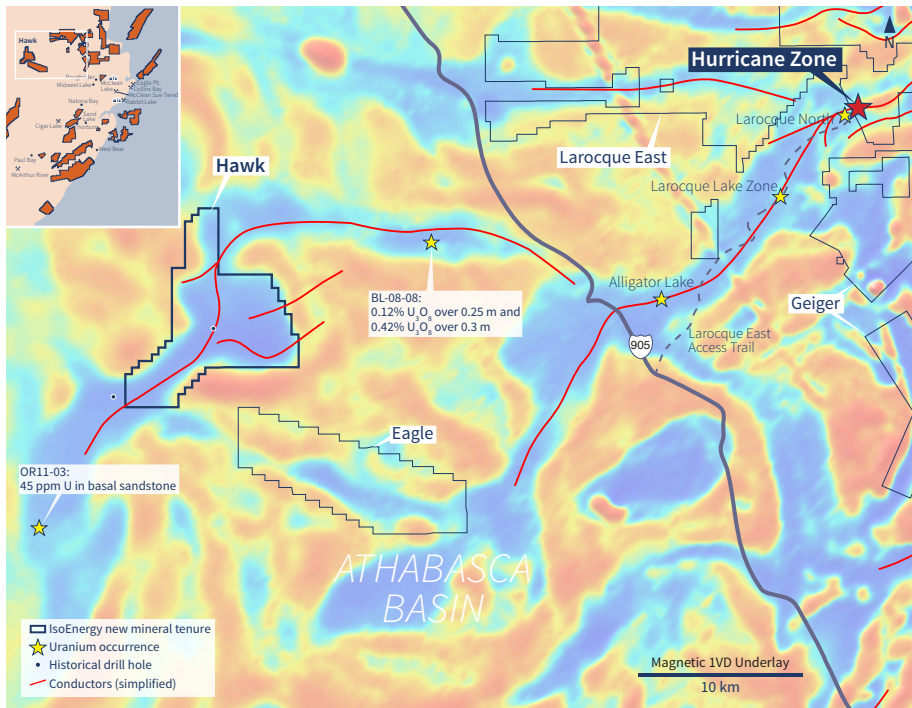 Hawk
Midwest Lake
McClean
Lake
Eagle Pt.
Collins Bay
McClean Sue Trend
Rabbit Lake
Natona Bay
Sand
Lake
Cigar Lake
Thorburn
West Bear
Paul Bay
McArthur River
N
Hurricane Zone
Larocque North
Larocque East
Larocque Lake Zone
Hawk
BL-08-08:
0.12% U3O8 over 0.25 m and
0.42% U3O8 over 0.3 m
Alligator Lake
Geiger
905
Larocque East
Access Trail
Eagle
OR11-03:
45 ppm U in basal sandstone
ATHABASCA
BASIN
IsoEnergy new mineral tenure
Uranium occurrence
Historical drill hole
Conductors (simplified)
Magnetic 1VD Underlay
10 km